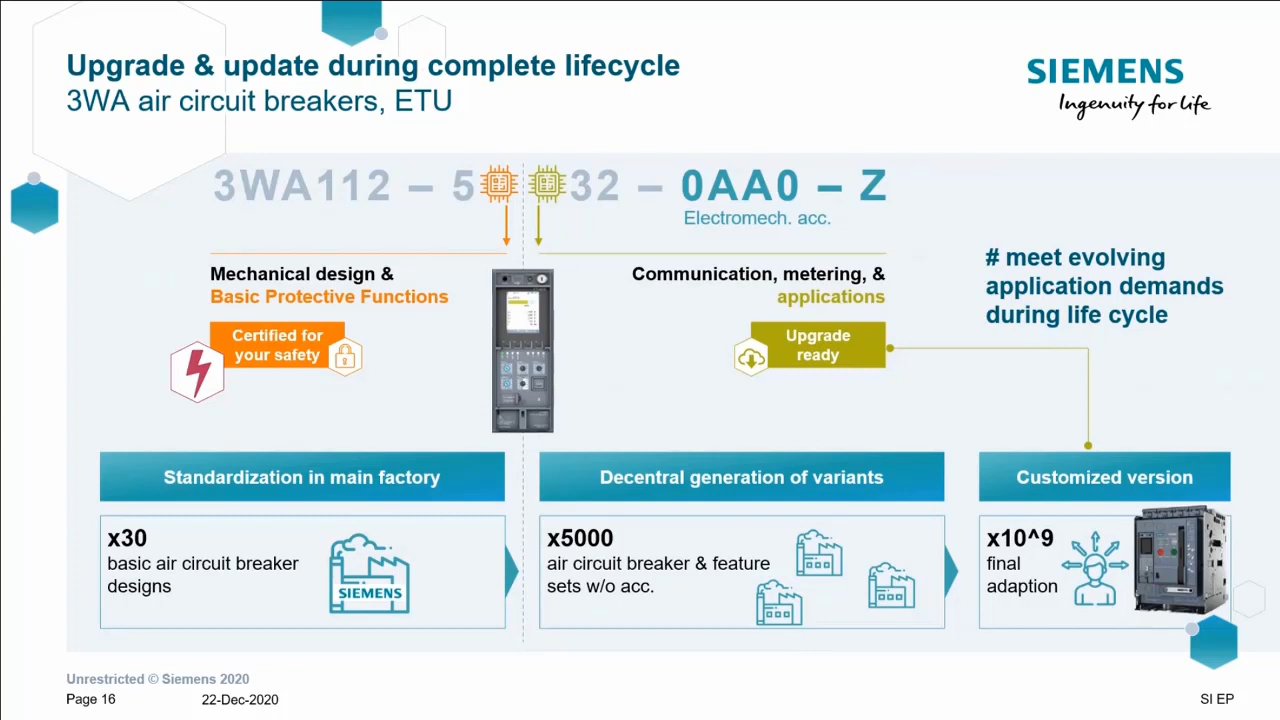 Upgrade & update during complete lifecycle
3WA air circuit breakers, ETU
SIEMENS
Ingenuity for life
3WA112 – 5 32 – 0AA0 – Z
Electromech. acc.
Mechanical design &
Basic Protective Functions
Certified for
your safety
Communication, metering, &
applications
Upgrade
ready
# meet evolving
application demands
during life cycle
Standardization in main factory
x30
basic air circuit breaker
designs
SIEMENS
Decentral generation of variants
x5000
air circuit breaker & feature
sets w/o acc.
Customized version
x10^9
final
adaption
Unrestricted © Siemens 2020
Page 16
22-Dec-2020
SI EP